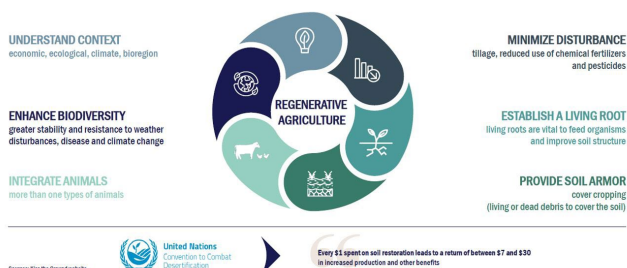 UNDERSTAND CONTEXT
economic, ecological, climate, bioregion
ENHANCE BIODIVERSITY
greater stability and resistance to weather
disturbances, disease and climate change
INTEGRATE ANIMALS
more than one types of animals
REGENERATIVE
AGRICULTURE
MINIMIZE DISTURBANCE
tillage, reduced use of chemical fertilizers
and pesticides
ESTABLISH A LIVING ROOT
living roots are vital to feed organisms
and improve soil structure
PROVIDE SOIL ARMOR
cover cropping
(living or dead debris to cover the soil)
United Nations
Convention to Combat
Desertification
Every $1 spent on soil restoration leads to a return of between $7 and $30
in increased production and other benefits